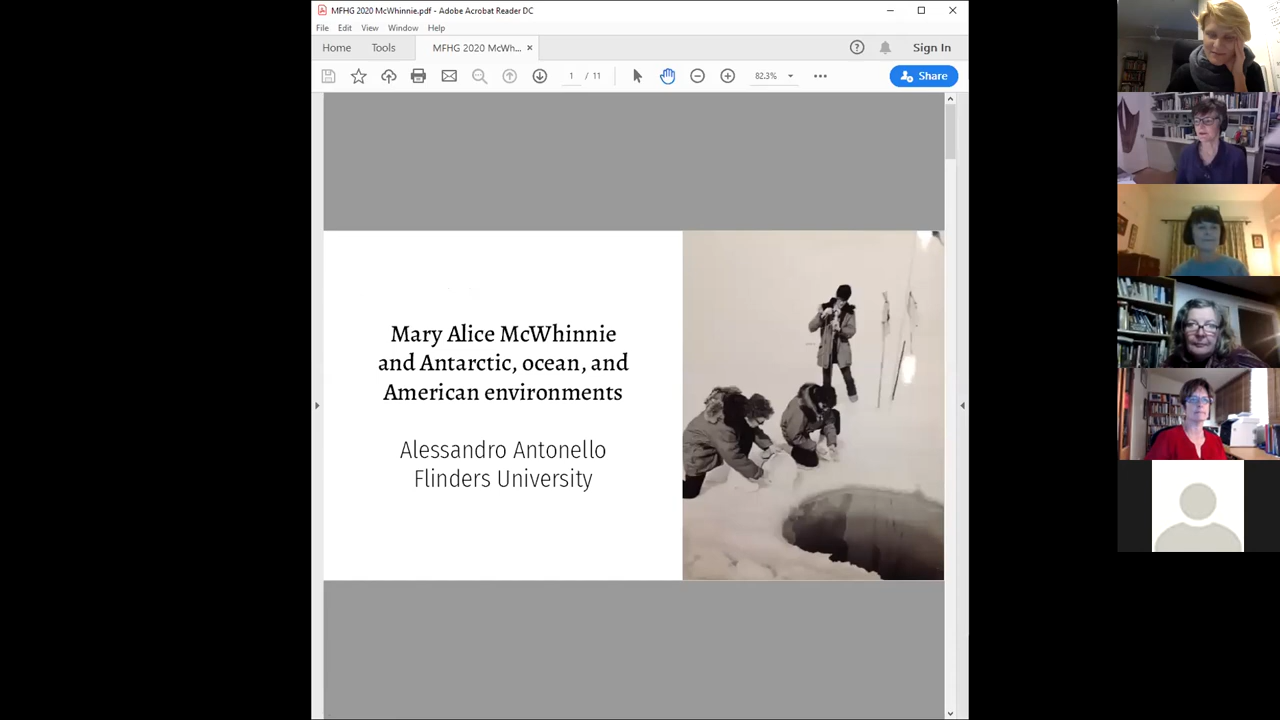 MFHG 2020 McWhinnie.pdf - Adobe Acrobat Reader DC
File Edit View Window Help
Home Tools MFHG 2020 McWh... × Sign In
1 / 11 82.3% Share
Mary Alice McWhinnie
and Antarctic, ocean, and
American environments
Alessandro Antonello
Flinders University